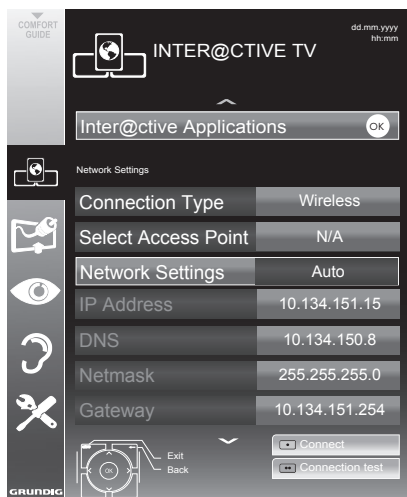 COMFORT
GUIDE
INTER@CTIVE TV
dd.mm.yyyy
hh:mm
Inter@ctive Applications OK
Network Settings
Connection Type Wireless
Select Access Point N/A
Network Settings Auto
IP Address 10.134.151.15
DNS 10.134.150.8
Netmask 255.255.255.0
Gateway 10.134.151.254
OK
Exit
Back
Connect
Connection test
GRUNDIG